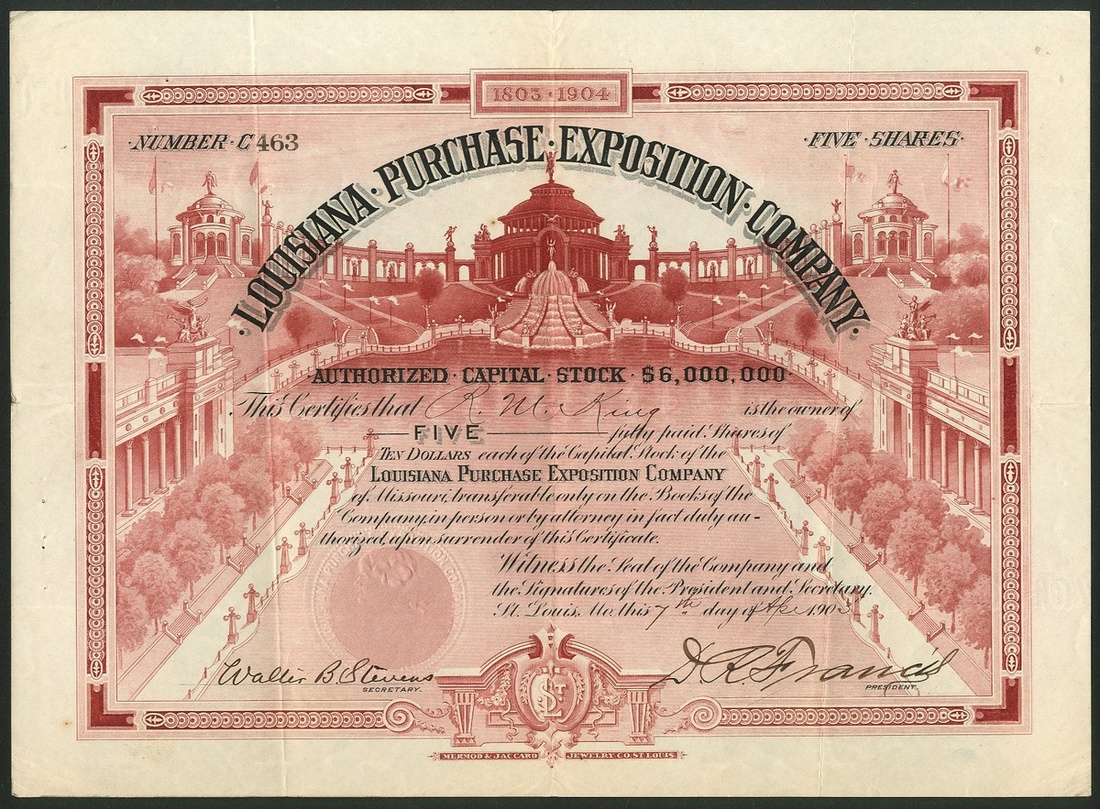 1803 · 1904
·NUMBER·C 463
·FIVE·SHARES·
·LOUISIANA·PURCHASE·EXPOSITION·COMPANY·
·AUTHORIZED·CAPITAL·STOCK·$6,000,000·
This Certifies that R. M. King is the owner of
FIVE fully paid Shares of
TEN DOLLARS each of the Capital Stock of the
LOUISIANA PURCHASE EXPOSITION COMPANY
of Missouri, transferable only on the Books of the
Company, in person or by attorney in fact duly au-
thorized, upon surrender of this Certificate.
Witness the Seal of the Company and
the Signatures of the President and Secretary.
St. Louis, Mo. this 7th day of Apr 1903
Walter B. Stevens
SECRETARY.
D R Francis
PRESIDENT.
STL
MERMOD & JACCARD JEWELRY CO. ST LOUIS.